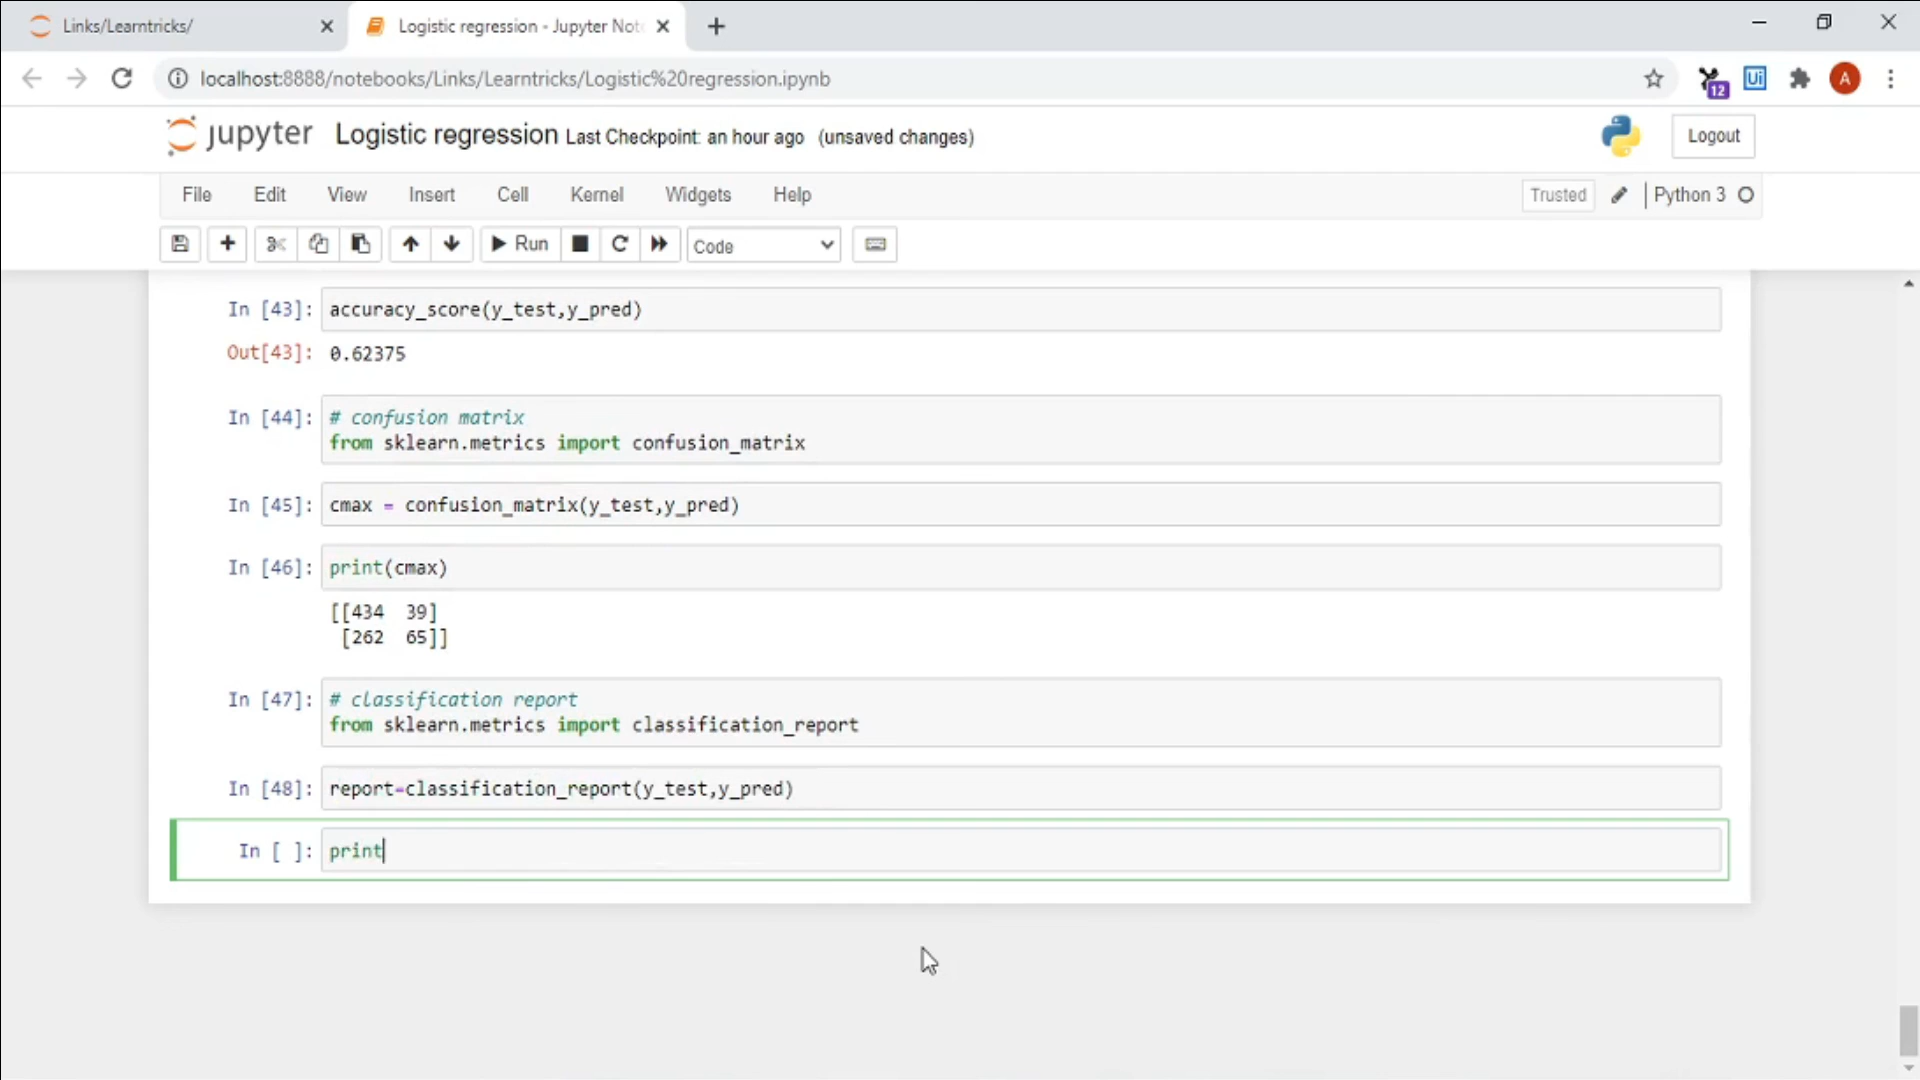 Links/Learntricks/
Logistic regression - Jupyter Not
localhost:8888/notebooks/Links/Learntricks/Logistic%20regression.ipynb
12
Ui
A
jupyter Logistic regression Last Checkpoint: an hour ago (unsaved changes)
Logout
File Edit View Insert Cell Kernel Widgets Help
Trusted
Python 3
Run
Code
In [43]: accuracy_score(y_test,y_pred)
Out[43]: 0.62375
In [44]: # confusion matrix
from sklearn.metrics import confusion_matrix
In [45]: cmax = confusion_matrix(y_test,y_pred)
In [46]: print(cmax)
[[434  39]
 [262  65]]
In [47]: # classification report
from sklearn.metrics import classification_report
In [48]: report=classification_report(y_test,y_pred)
In [ ]: print